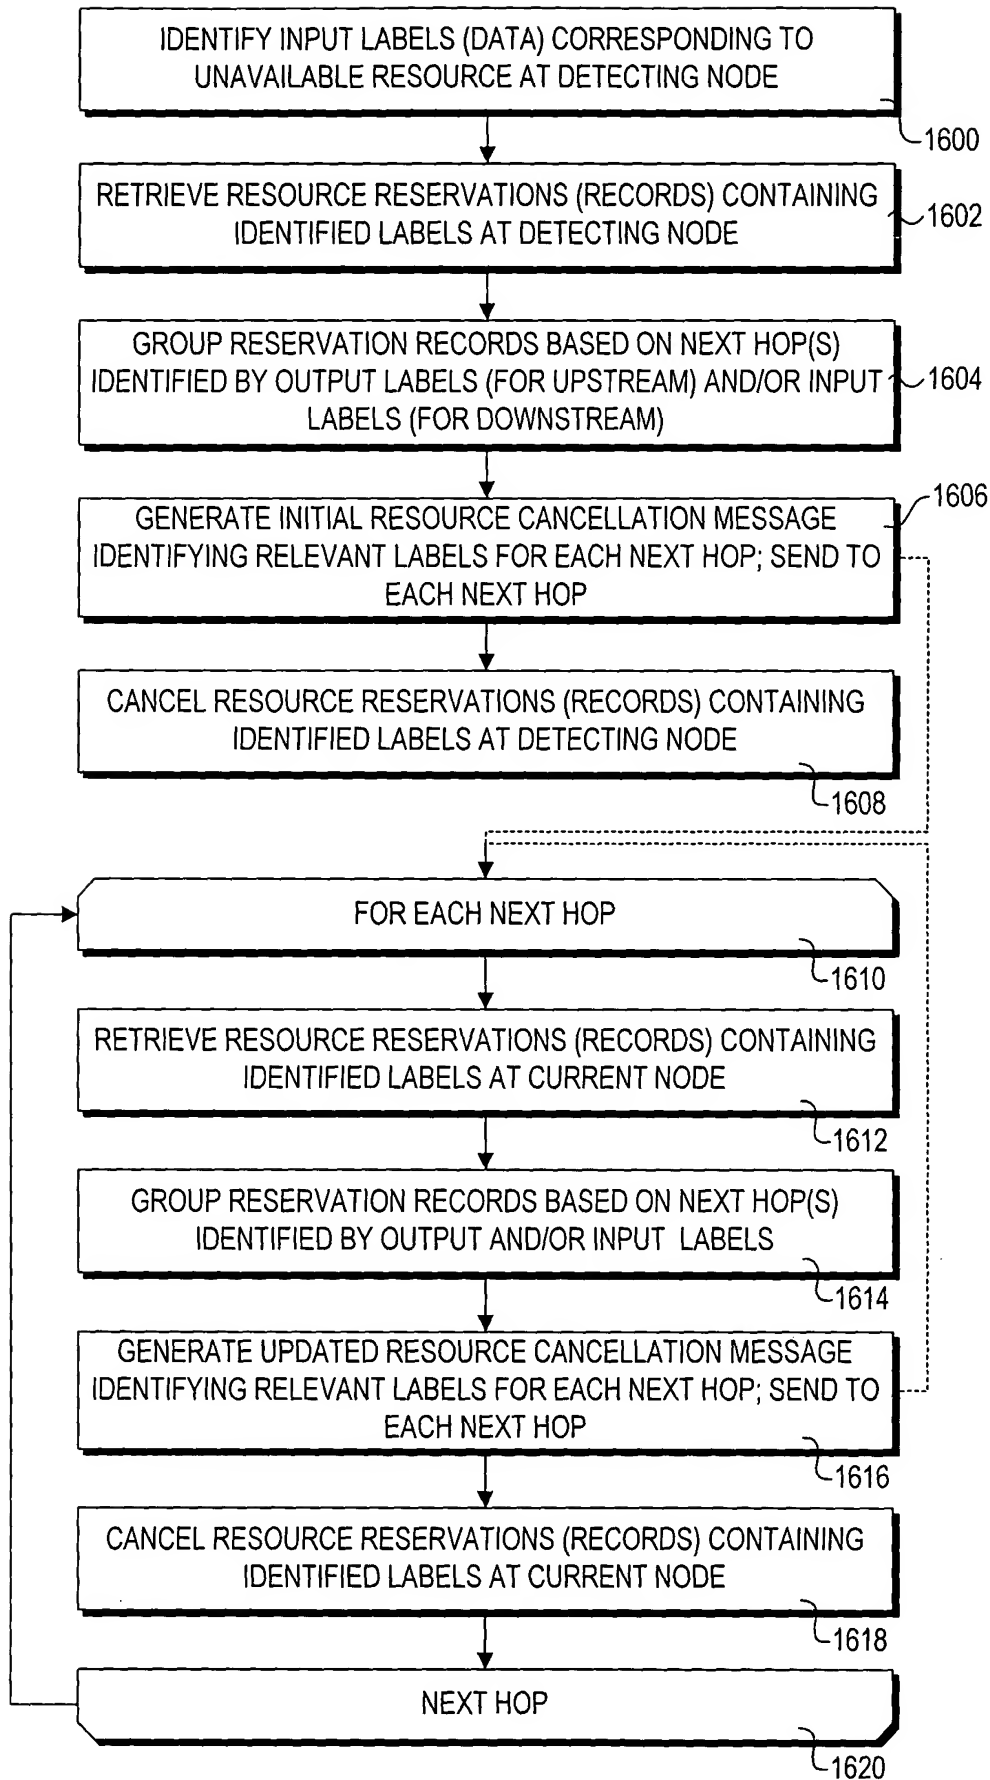 IDENTIFY INPUT LABELS (DATA) CORRESPONDING TO
UNAVAILABLE RESOURCE AT DETECTING NODE
1600
RETRIEVE RESOURCE RESERVATIONS (RECORDS) CONTAINING
IDENTIFIED LABELS AT DETECTING NODE
1602
GROUP RESERVATION RECORDS BASED ON NEXT HOP(S)
IDENTIFIED BY OUTPUT LABELS (FOR UPSTREAM) AND/OR INPUT
LABELS (FOR DOWNSTREAM)
1604
GENERATE INITIAL RESOURCE CANCELLATION MESSAGE
IDENTIFYING RELEVANT LABELS FOR EACH NEXT HOP; SEND TO
EACH NEXT HOP
1606
CANCEL RESOURCE RESERVATIONS (RECORDS) CONTAINING
IDENTIFIED LABELS AT DETECTING NODE
1608
FOR EACH NEXT HOP
1610
RETRIEVE RESOURCE RESERVATIONS (RECORDS) CONTAINING
IDENTIFIED LABELS AT CURRENT NODE
1612
GROUP RESERVATION RECORDS BASED ON NEXT HOP(S)
IDENTIFIED BY OUTPUT AND/OR INPUT LABELS
1614
GENERATE UPDATED RESOURCE CANCELLATION MESSAGE
IDENTIFYING RELEVANT LABELS FOR EACH NEXT HOP; SEND TO
EACH NEXT HOP
1616
CANCEL RESOURCE RESERVATIONS (RECORDS) CONTAINING
IDENTIFIED LABELS AT CURRENT NODE
1618
NEXT HOP
1620